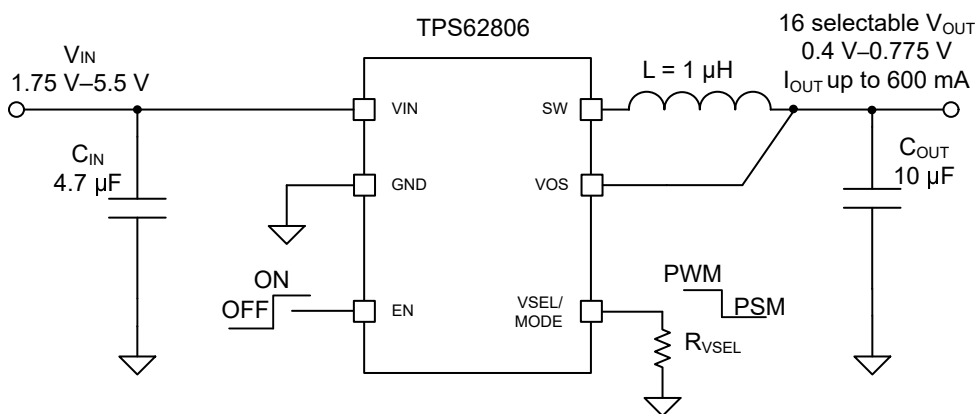 TPS62806
16 selectable VOUT
0.4 V–0.775 V
IOUT up to 600 mA
VIN
1.75 V–5.5 V
L = 1 µH
VIN
SW
CIN
4.7 µF
GND
VOS
COUT
10 µF
ON
OFF
EN
VSEL/
MODE
PWM
PSM
RVSEL